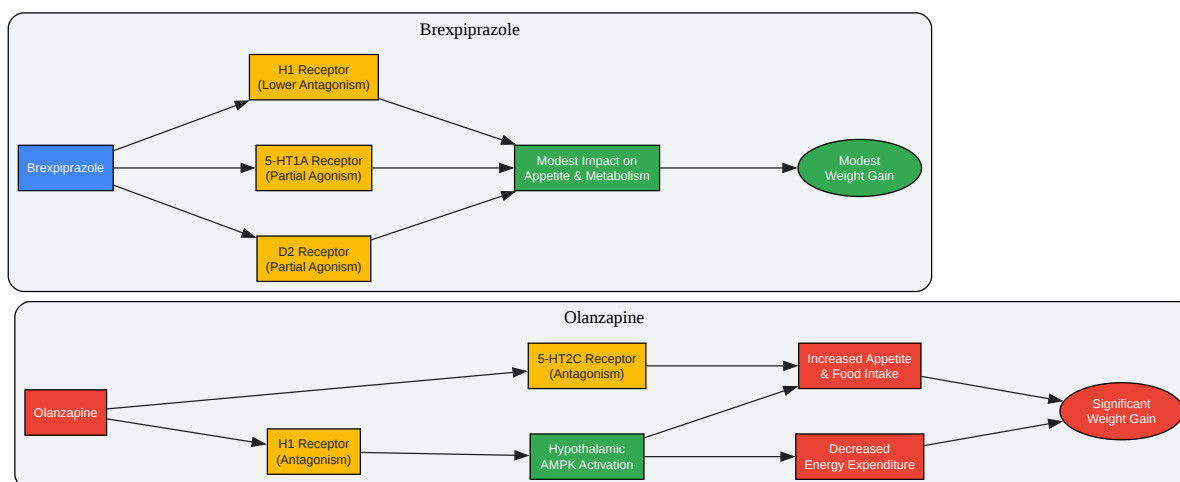 Brexpiprazole
H1 Receptor
(Lower Antagonism)
Brexpiprazole
5-HT1A Receptor
(Partial Agonism)
Modest Impact on
Appetite & Metabolism
Modest
Weight Gain
D2 Receptor
(Partial Agonism)
Olanzapine
5-HT2C Receptor
(Antagonism)
Increased Appetite
& Food Intake
Olanzapine
Significant
Weight Gain
H1 Receptor
(Antagonism)
Hypothalamic
AMPK Activation
Decreased
Energy Expenditure